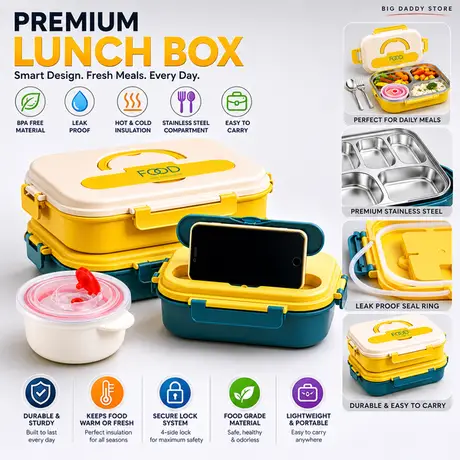 BIG DADDY STORE
PREMIUM
LUNCH BOX
Smart Design. Fresh Meals. Every Day.
BPA FREE
MATERIAL
LEAK
PROOF
HOT & COLD
INSULATION
STAINLESS STEEL
COMPARTMENT
EASY TO
CARRY
FOOD
PERFECT FOR DAILY MEALS
PREMIUM STAINLESS STEEL
LEAK PROOF SEAL RING
FOOD
DURABLE & EASY TO CARRY
DURABLE &
STURDY
Built to last
every day
KEEPS FOOD
WARM OR FRESH
Perfect insulation
for all seasons
SECURE LOCK
SYSTEM
4-side lock
for maximum safety
FOOD GRADE
MATERIAL
Safe, healthy
& odorless
LIGHTWEIGHT
& PORTABLE
Easy to carry
anywhere